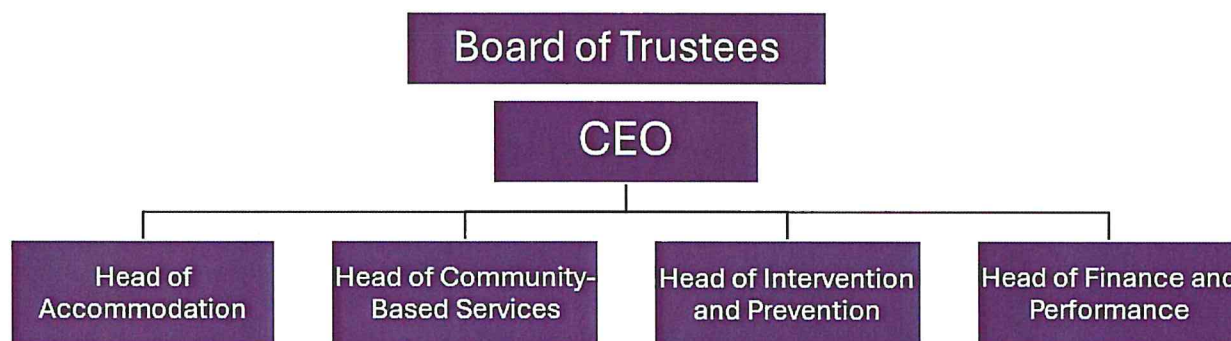 Board of Trustees
CEO
Head of
Accommodation
Head of Community-
Based Services
Head of Intervention
and Prevention
Head of Finance and
Performance